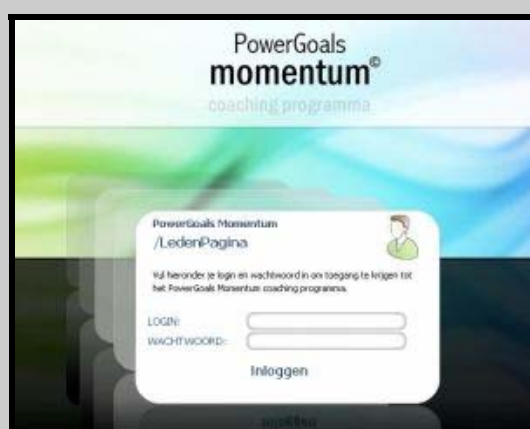 PowerGoals
momentum©
coaching programma
PowerGoals Momentum
/LedenPagina
Vul heronder je login en wachtwoord in om toegang te krijgen tot
het PowerGoals Momentum coaching programma.
LOGIN:
WACHTWOORD:
Inloggen